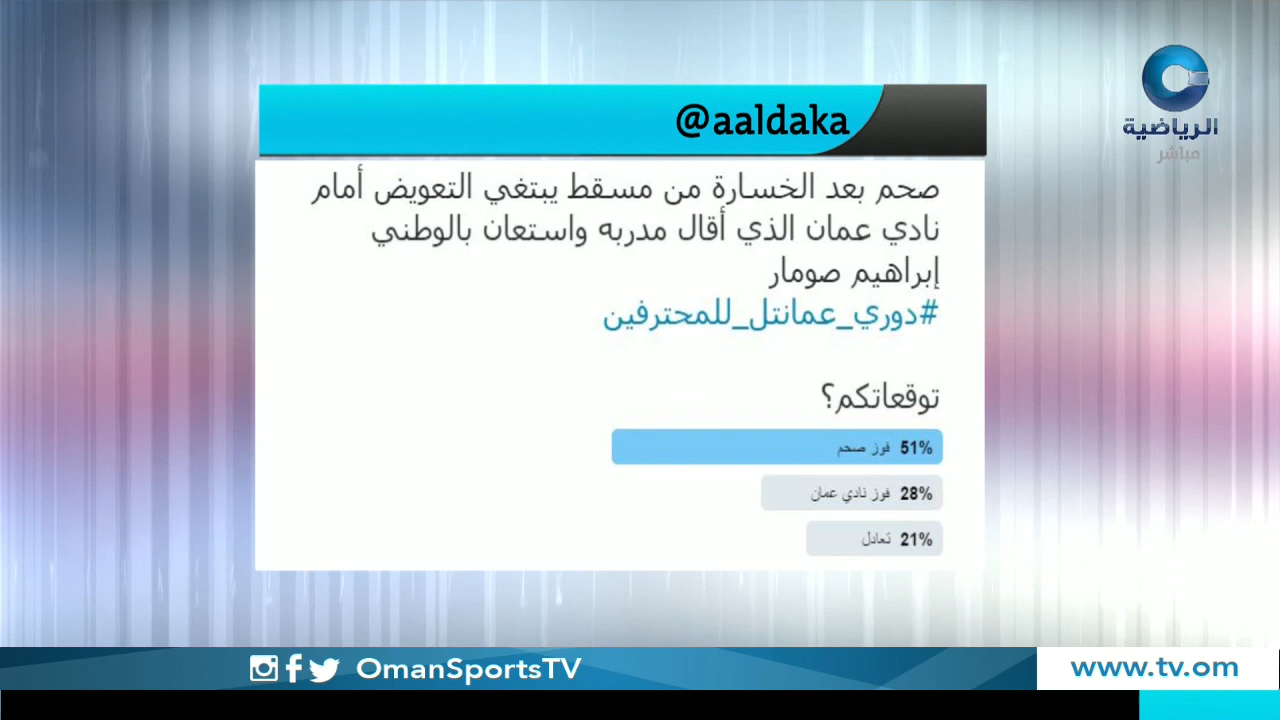 الرياضية
مباشر
@aaldaka
صحم بعد الخسارة من مسقط يبتغي التعويض أمام
نادي عمان الذي أقال مدربه واستعان بالوطني
إبراهيم صومار
#دوري_عمانتل_للمحترفين
توقعاتكم؟
51% فوز صحم
28% فوز نادي عمان
21% تعادل
OmanSportsTV
www.tv.om